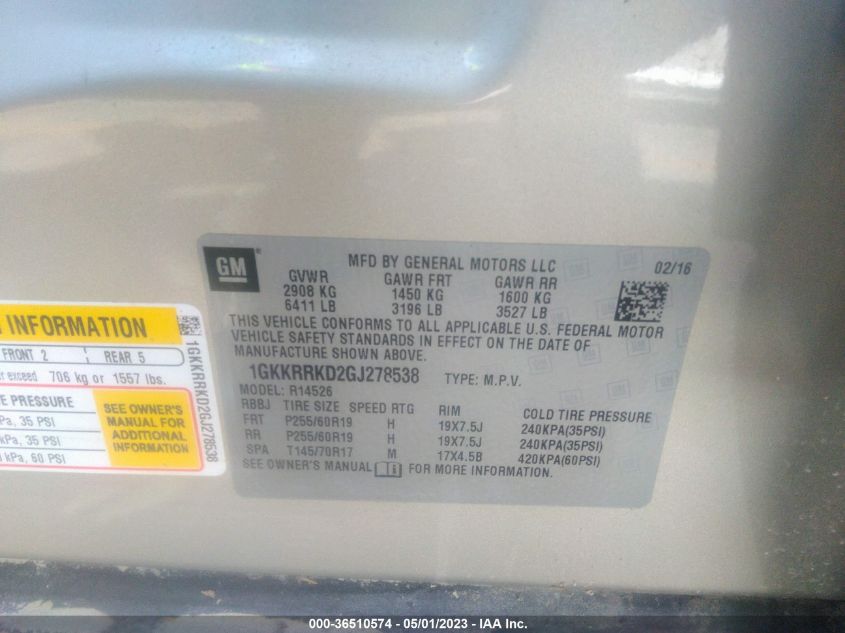 GM
MFD BY GENERAL MOTORS LLC 02/16
GVWR GAWR FRT GAWR RR
2908 KG 1450 KG 1600 KG
6411 LB 3196 LB 3527 LB
THIS VEHICLE CONFORMS TO ALL APPLICABLE U.S. FEDERAL MOTOR
VEHICLE SAFETY STANDARDS IN EFFECT ON THE DATE OF
MANUFACTURE SHOWN ABOVE.
1GKKRRKD2GJ278538 TYPE: M.P.V.
MODEL: R14526
RBBJ TIRE SIZE SPEED RTG RIM COLD TIRE PRESSURE
FRT P255/60R19 H 19X7.5J 240KPA(35PSI)
RR P255/60R19 H 19X7.5J 240KPA(35PSI)
SPA T145/70R17 M 17X4.5B 420KPA(60PSI)
SEE OWNER'S MANUAL FOR MORE INFORMATION.
INFORMATION
FRONT 2 REAR 5
exceed 706 kg or 1557 lbs.
PRESSURE
35 PSI
35 PSI
kPa, 60 PSI
SEE OWNER'S
MANUAL FOR
ADDITIONAL
INFORMATION
1GKKRRKD2GJ278538
000-36510574 - 05/01/2023 - IAA Inc.